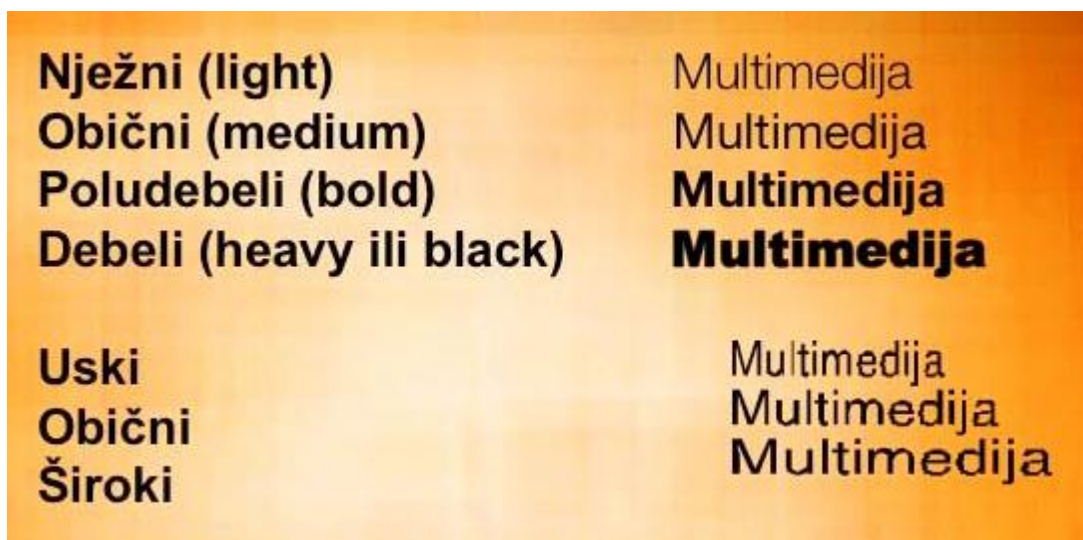 Nježni (light) Multimedija
Obični (medium) Multimedija
Poludebeli (bold) Multimedija
Debeli (heavy ili black) Multimedija
Uski Multimedija
Obični Multimedija
Široki Multimedija